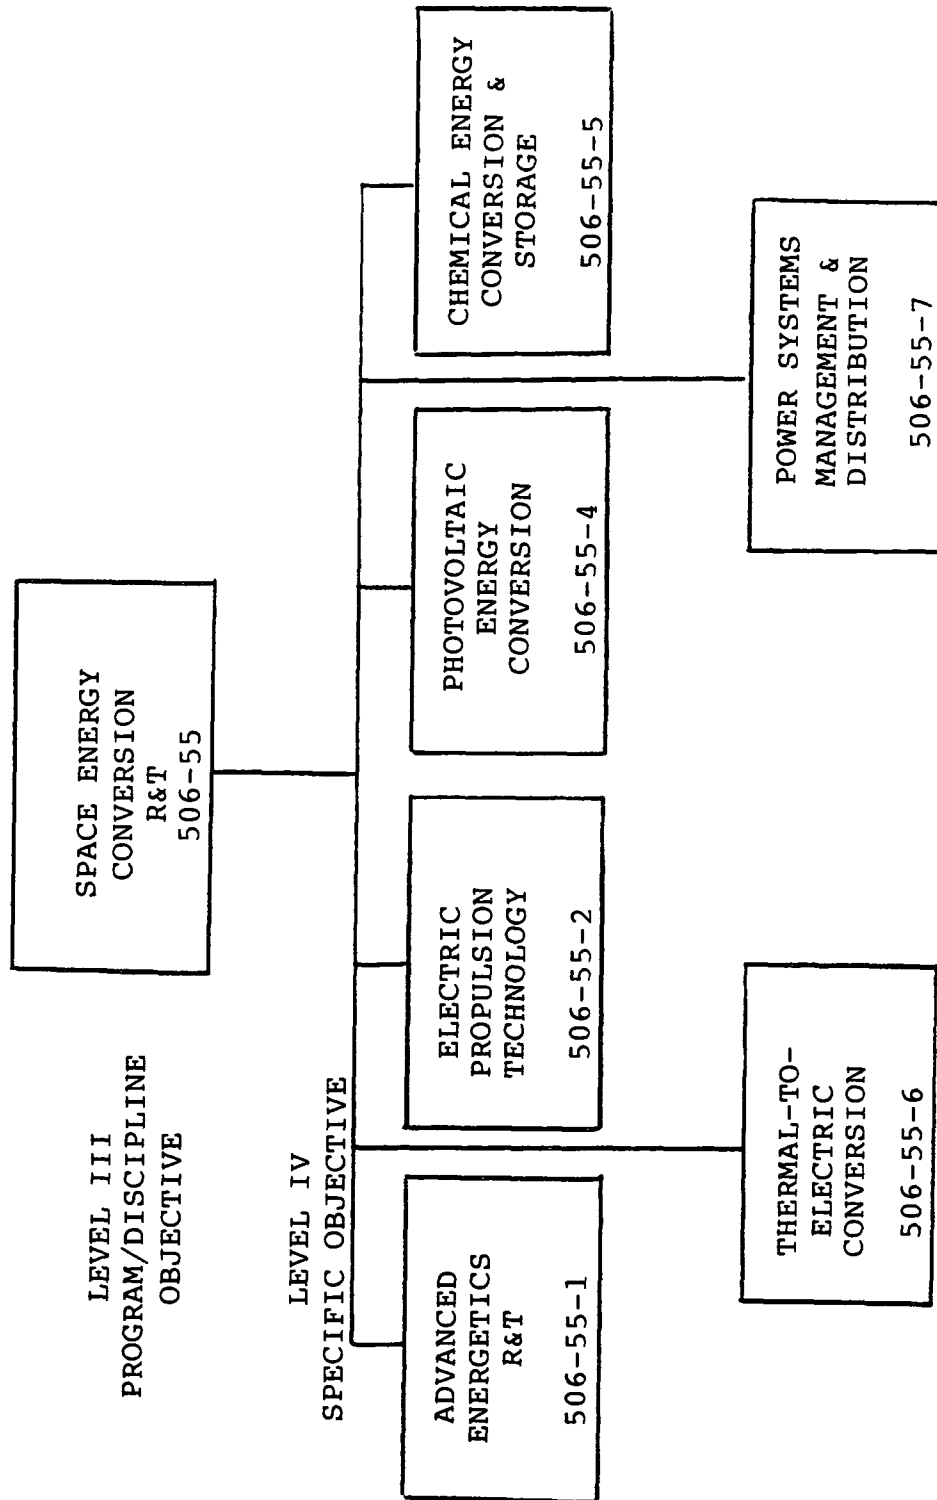 LEVEL III
PROGRAM/DISCIPLINE
OBJECTIVE
SPACE ENERGY
CONVERSION
R&T
506-55
LEVEL IV
SPECIFIC OBJECTIVE
ADVANCED
ENERGETICS
R&T
506-55-1
ELECTRIC
PROPULSION
TECHNOLOGY
506-55-2
PHOTOVOLTAIC
ENERGY
CONVERSION
506-55-4
CHEMICAL ENERGY
CONVERSION &
STORAGE
506-55-5
THERMAL-TO-
ELECTRIC
CONVERSION
506-55-6
POWER SYSTEMS
MANAGEMENT &
DISTRIBUTION
506-55-7